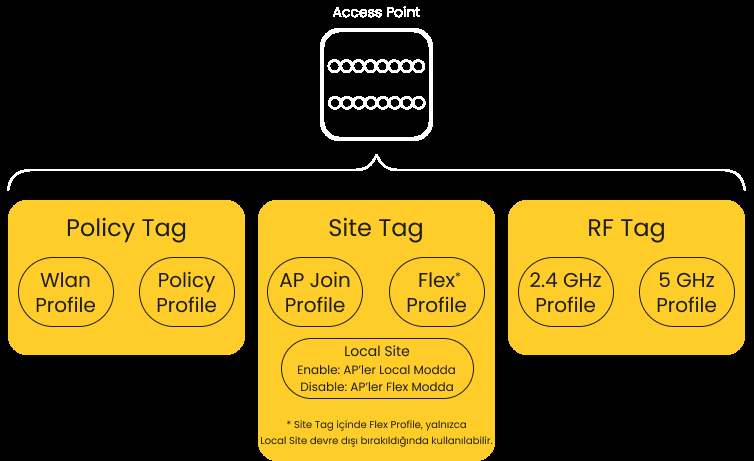 Access Point
Policy Tag
Wlan
Profile
Policy
Profile
Site Tag
AP Join
Profile
Flex*
Profile
Local Site
Enable: AP'ler Local Modda
Disable: AP'ler Flex Modda
* Site Tag içinde Flex Profile, yalnızca
Local Site devre dışı bırakıldığında kullanılabilir.
RF Tag
2.4 GHz
Profile
5 GHz
Profile